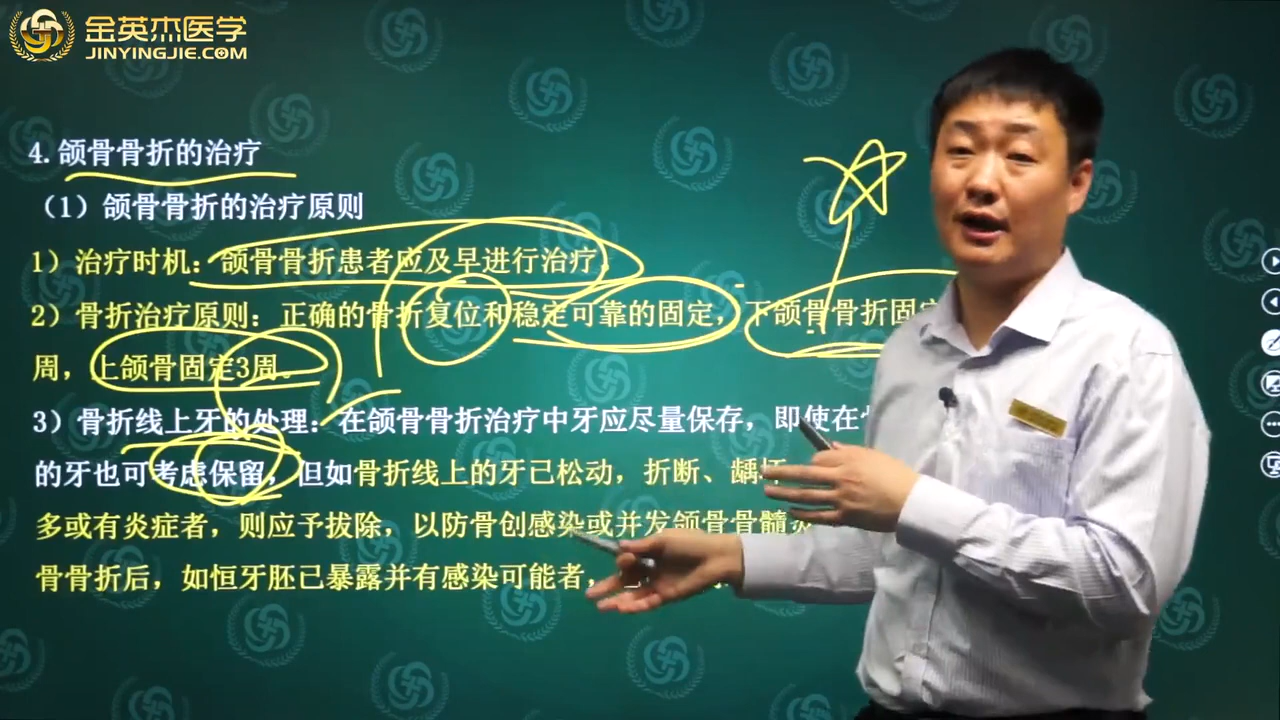 金英杰医学
JINYINGJIE.COM
4.颌骨骨折的治疗
（1）颌骨骨折的治疗原则
1）治疗时机：颌骨骨折患者应及早进行治疗
2）骨折治疗原则：正确的骨折复位和稳定可靠的固定，下颌骨骨折固
周，上颌骨固定3周。
3）骨折线上牙的处理：在颌骨骨折治疗中牙应尽量保存，即使在
的牙也可考虑保留，但如骨折线上的牙已松动，折断、龋坏
多或有炎症者，则应予拔除，以防骨创感染或并发颌骨骨髓炎
骨骨折后，如恒牙胚已暴露并有感染可能者，